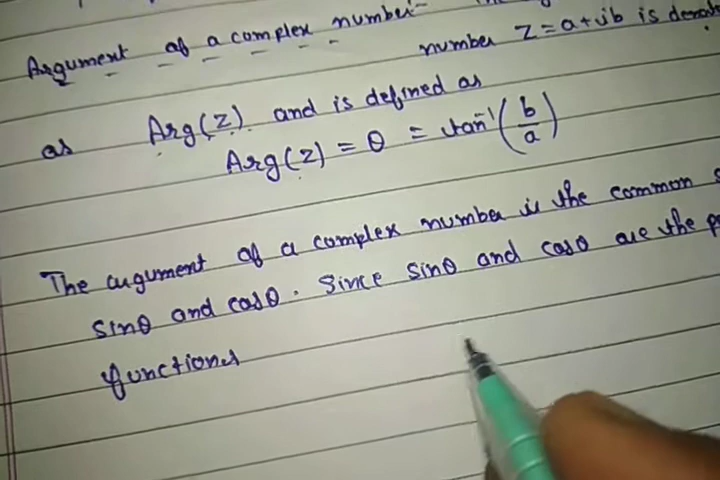 Argument of a complex number
number z = a + ib is denoted
as Arg(z) and is defined as
Arg(z) = θ = tan⁻¹(b/a)
The augument of a complex number is the common
sinθ and cosθ. Since sinθ and cosθ are the
functions